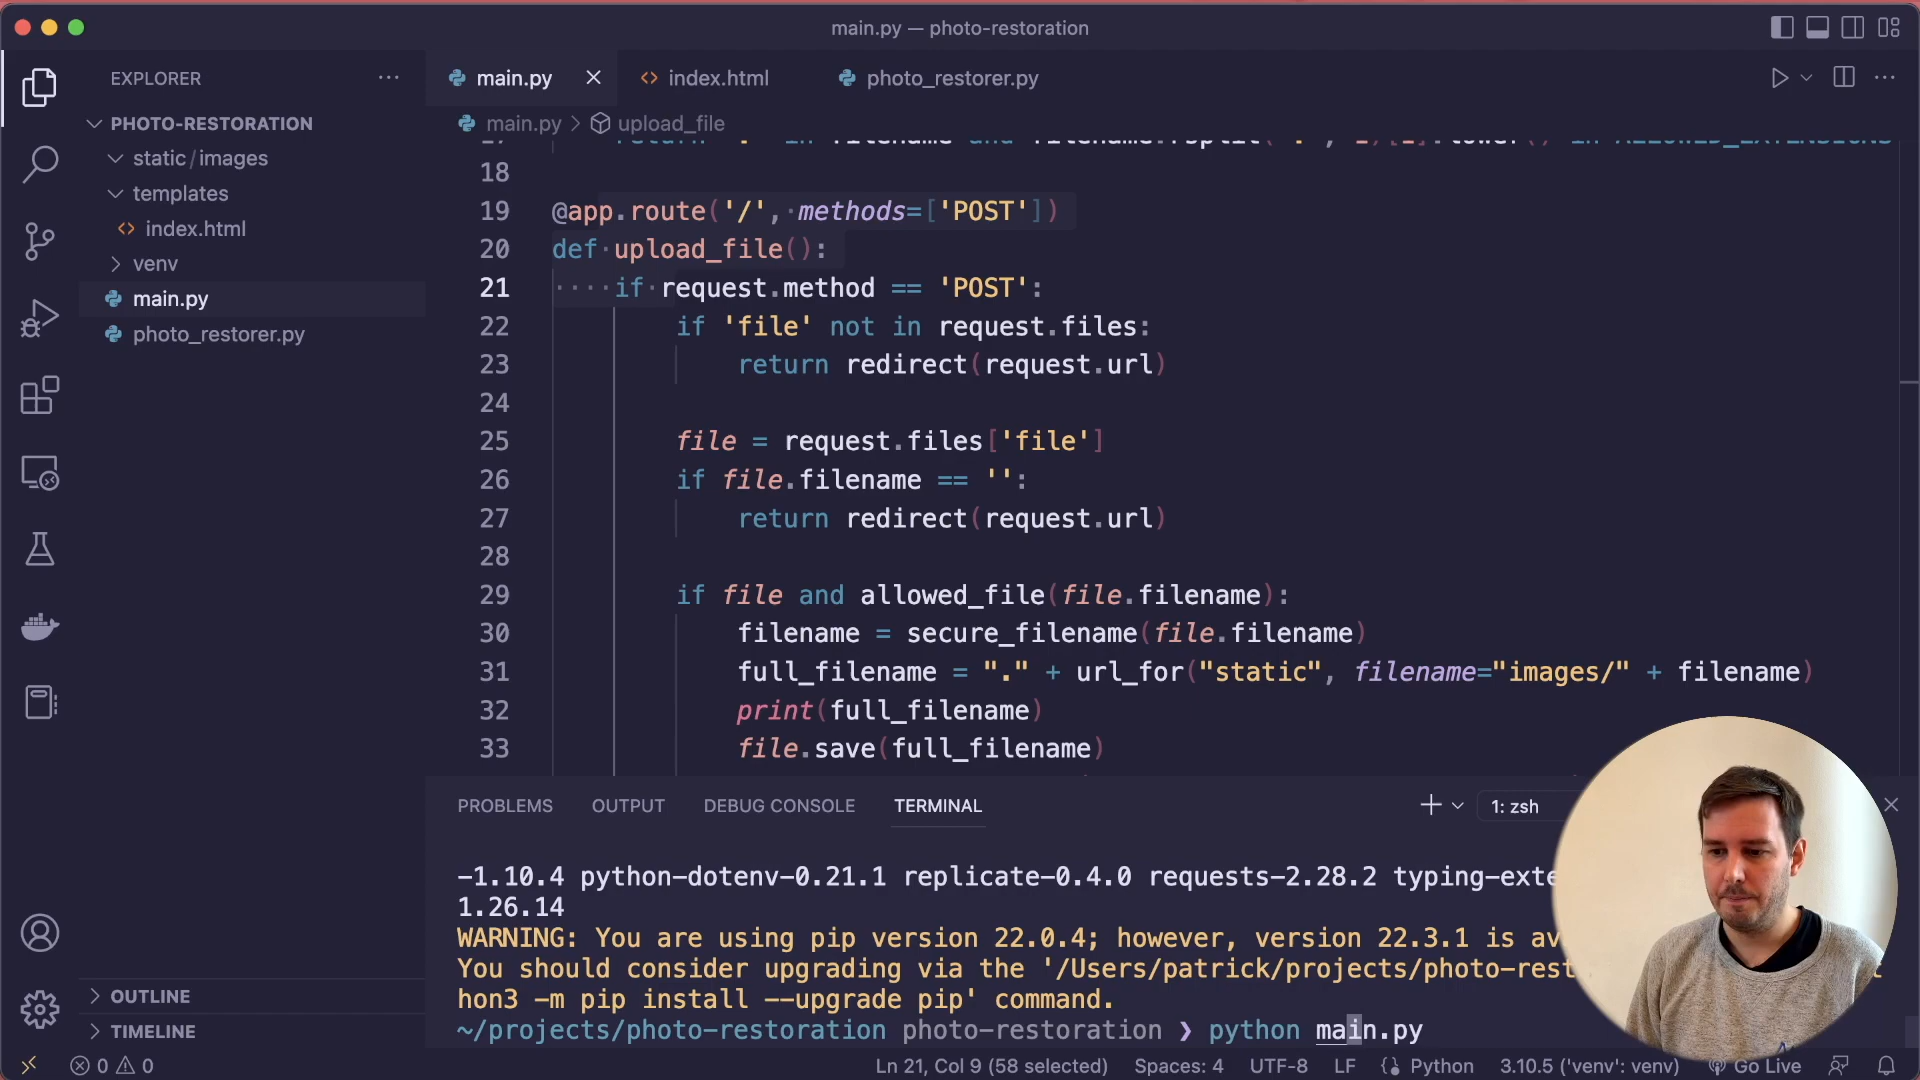 main.py — photo-restoration
EXPLORER
main.py
index.html
photo_restorer.py
PHOTO-RESTORATION
static/images
templates
index.html
venv
main.py
photo_restorer.py
OUTLINE
TIMELINE
main.py > upload_file
18
19 @app.route('/', methods=['POST'])
20 def upload_file():
21 if request.method == 'POST':
22 if 'file' not in request.files:
23 return redirect(request.url)
24
25 file = request.files['file']
26 if file.filename == '':
27 return redirect(request.url)
28
29 if file and allowed_file(file.filename):
30 filename = secure_filename(file.filename)
31 full_filename = "." + url_for("static", filename="images/" + filename)
32 print(full_filename)
33 file.save(full_filename)
PROBLEMS OUTPUT DEBUG CONSOLE TERMINAL
1: zsh
-1.10.4 python-dotenv-0.21.1 replicate-0.4.0 requests-2.28.2 typing-exte
1.26.14
WARNING: You are using pip version 22.0.4; however, version 22.3.1 is av
You should consider upgrading via the '/Users/patrick/projects/photo-rest
hon3 -m pip install --upgrade pip' command.
~/projects/photo-restoration photo-restoration ❯ python main.py
0 0
Ln 21, Col 9 (58 selected) Spaces: 4 UTF-8 LF Python 3.10.5 ('venv': venv) Go Live